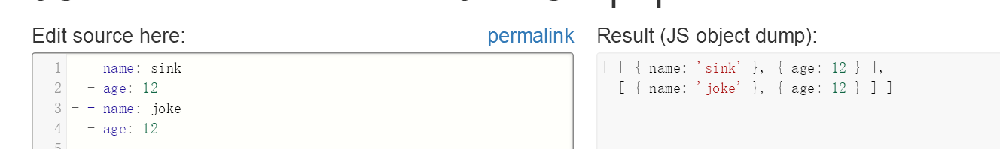 Edit source here: permalink Result (JS object dump):
1 - - name: sink
2   - age: 12
3 - - name: joke
4   - age: 12
5
[ [ { name: 'sink' }, { age: 12 } ],
  [ { name: 'joke' }, { age: 12 } ] ]